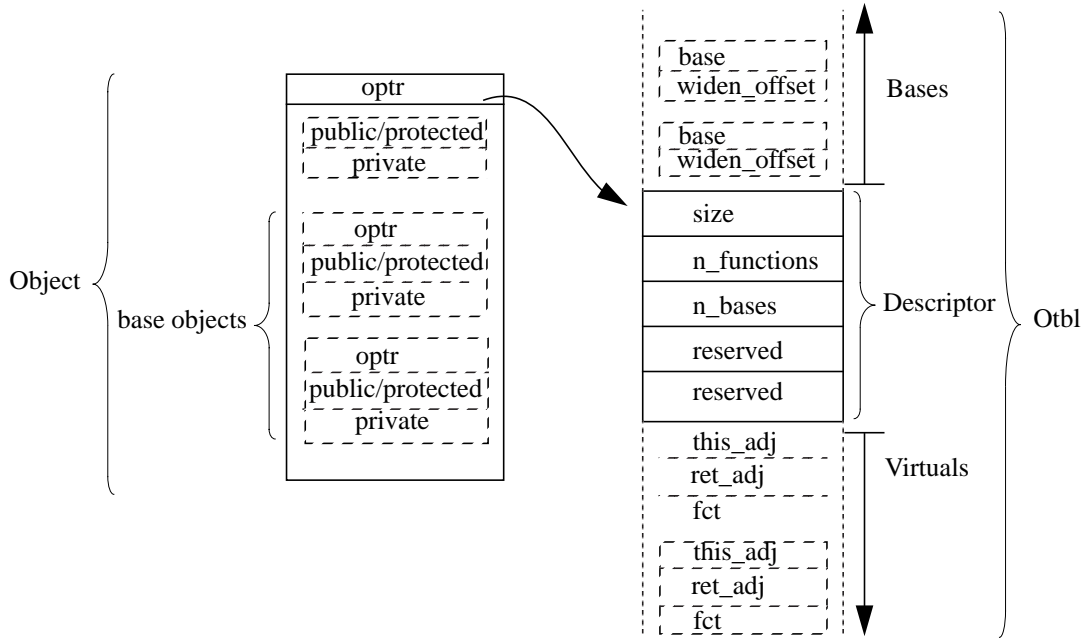 Object
base objects
optr
public/protected
private
optr
public/protected
private
optr
public/protected
private
base
widen_offset
base
widen_offset
Bases
size
n_functions
n_bases
reserved
reserved
Descriptor
Otbl
this_adj
ret_adj
fct
this_adj
ret_adj
fct
Virtuals